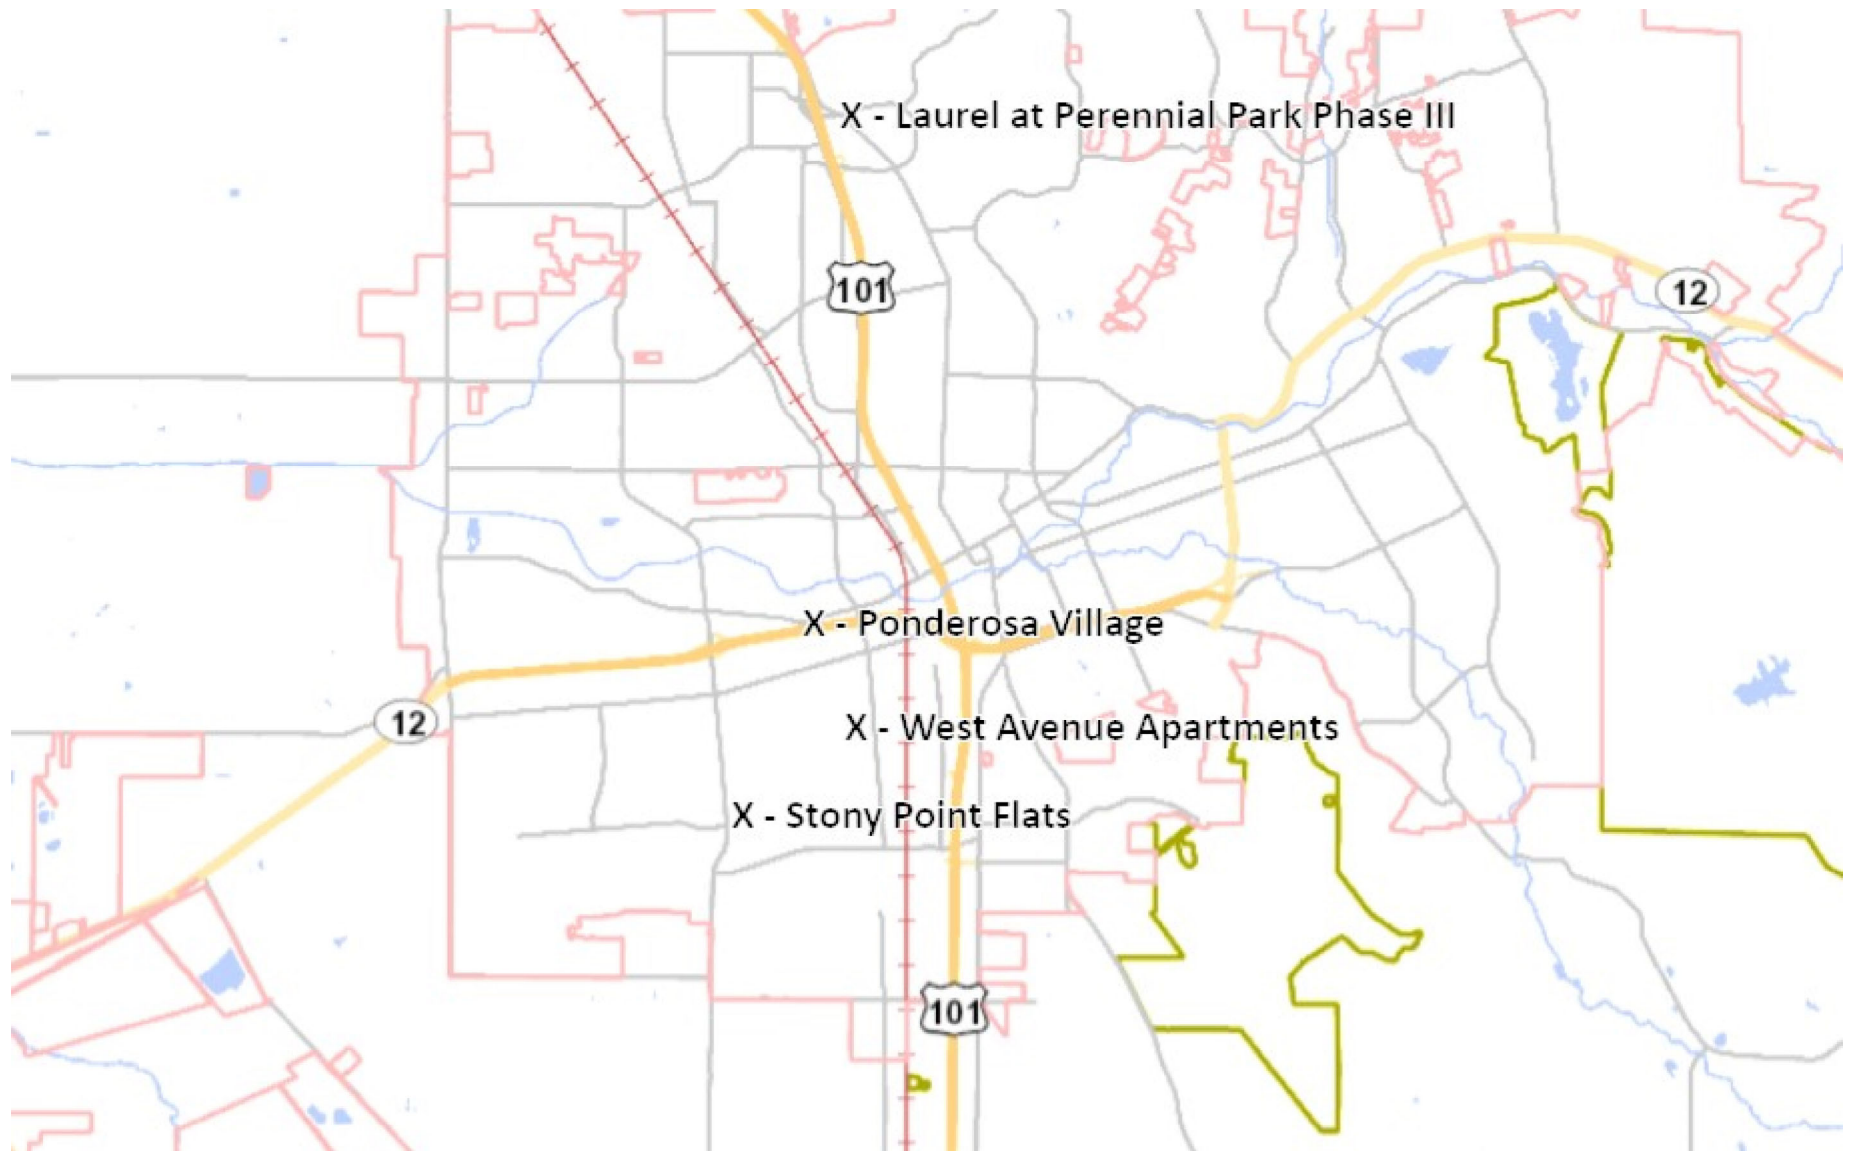 X - Laurel at Perennial Park Phase III
101
12
X - Ponderosa Village
12
X - West Avenue Apartments
X - Stony Point Flats
101